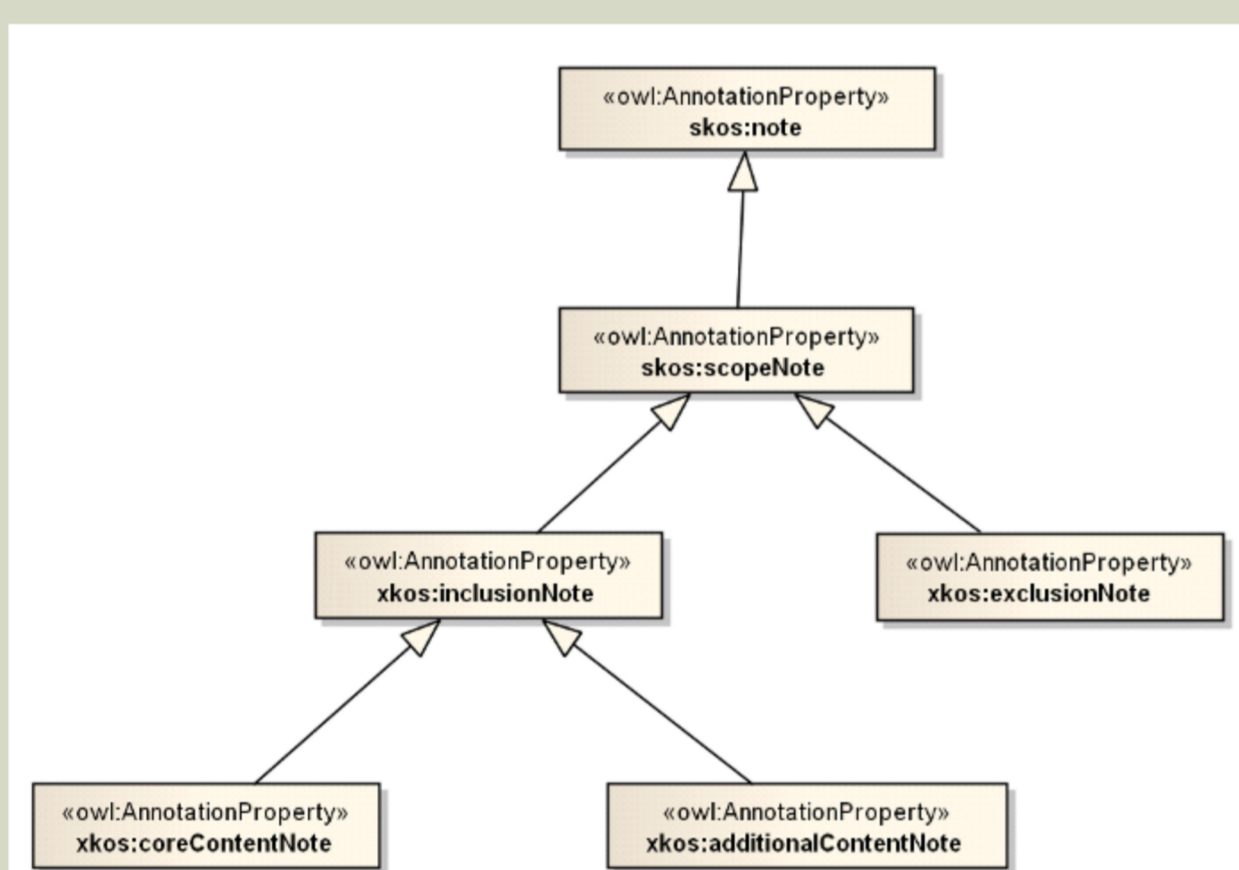 «owl:AnnotationProperty»
skos:note
«owl:AnnotationProperty»
skos:scopeNote
«owl:AnnotationProperty»
xkos:inclusionNote
«owl:AnnotationProperty»
xkos:exclusionNote
«owl:AnnotationProperty»
xkos:coreContentNote
«owl:AnnotationProperty»
xkos:additionalContentNote